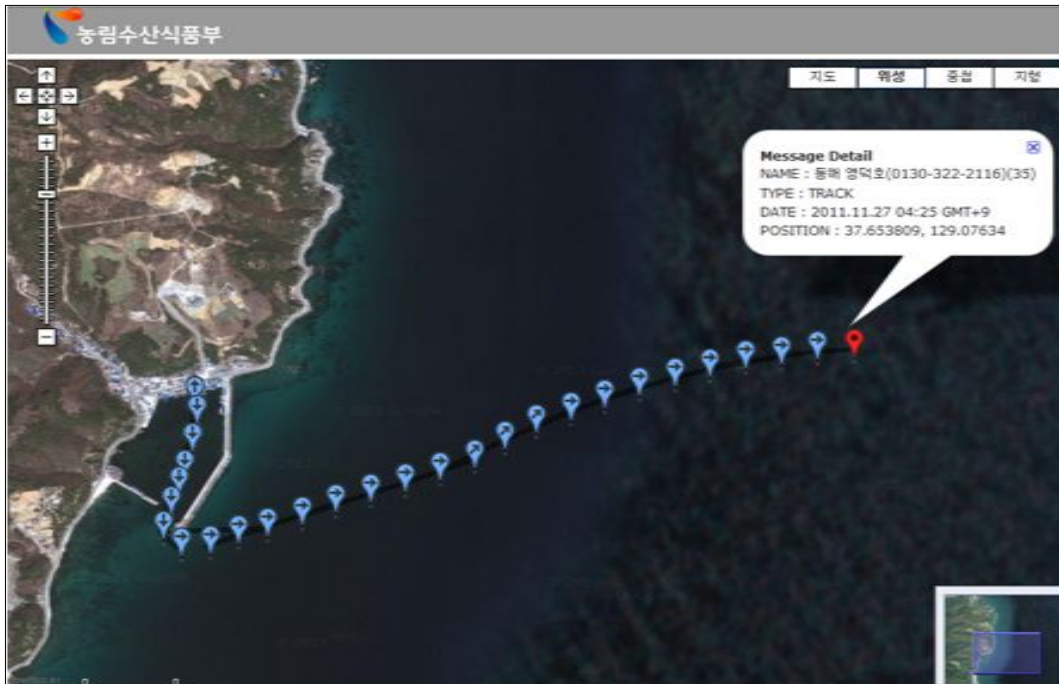 농림수산식품부
지도 위성 중첩 지형
Message Detail
NAME : 동해 영덕호(0130-322-2116)(35)
TYPE : TRACK
DATE : 2011.11.27 04:25 GMT+9
POSITION : 37.653809, 129.07634